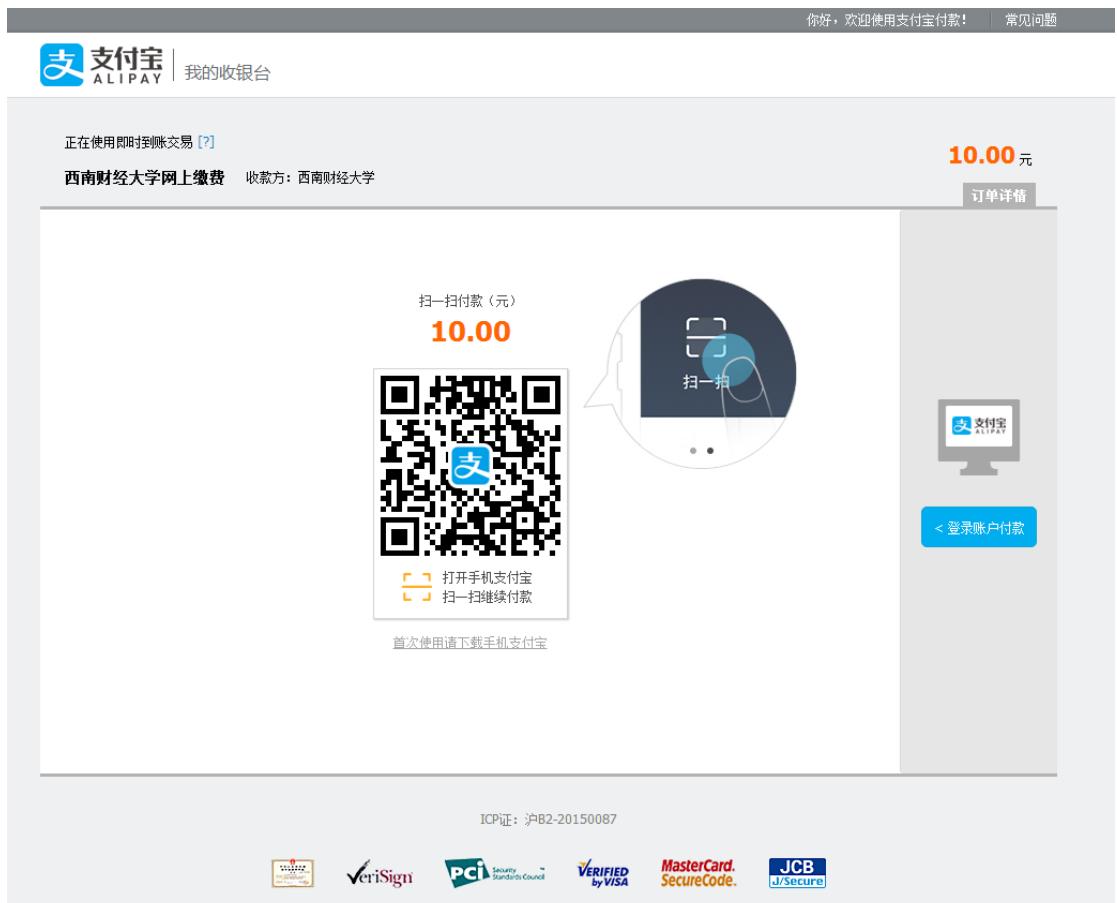 你好，欢迎使用支付宝付款！ 常见问题
支 支付宝 ALIPAY 我的收银台
正在使用即时到账交易 [?]
10.00 元
西南财经大学网上缴费 收款方：西南财经大学
订单详情
扫一扫付款（元）
10.00
扫一扫
支
支 支付宝 ALIPAY
< 登录账户付款
打开手机支付宝
扫一扫继续付款
首次使用请下载手机支付宝
ICP证：沪B2-20150087
VeriSign
PCI Security Standards Council
VERIFIED by VISA
MasterCard. SecureCode.
JCB J/Secure